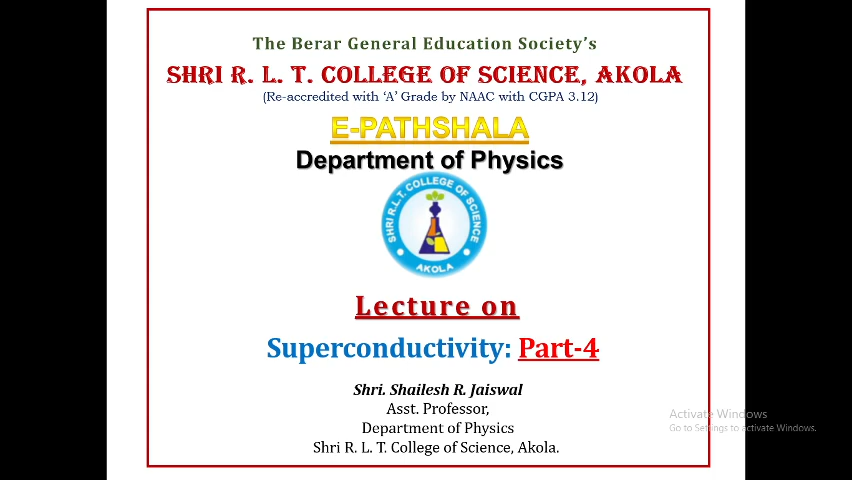 The Berar General Education Society's
SHRI R. L. T. COLLEGE OF SCIENCE, AKOLA
(Re-accredited with ‘A’ Grade by NAAC with CGPA 3.12)
E-PATHSHALA
Department of Physics
SHRI R.L.T. COLLEGE OF SCIENCE
AKOLA
Lecture on
Superconductivity: Part-4
Shri. Shailesh R. Jaiswal
Asst. Professor,
Department of Physics
Shri R. L. T. College of Science, Akola.
Activate Windows
Go to Settings to activate Windows.